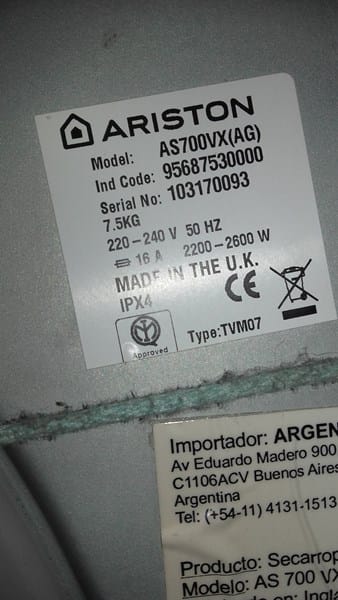 ARISTON
Model: AS700VX(AG)
Ind Code: 95687530000
Serial No: 103170093
7.5KG
220-240 V 50 HZ
16 A 2200-2600 W
MADE IN THE U.K.
IPX4
CE
Approved
Type:TVM07
Importador: ARGEN
Av Eduardo Madero 900
C1106ACV Buenos Aires
Argentina
Tel: (+54-11) 4131-1513
Producto: Secarrop
Modelo: AS 700 VX